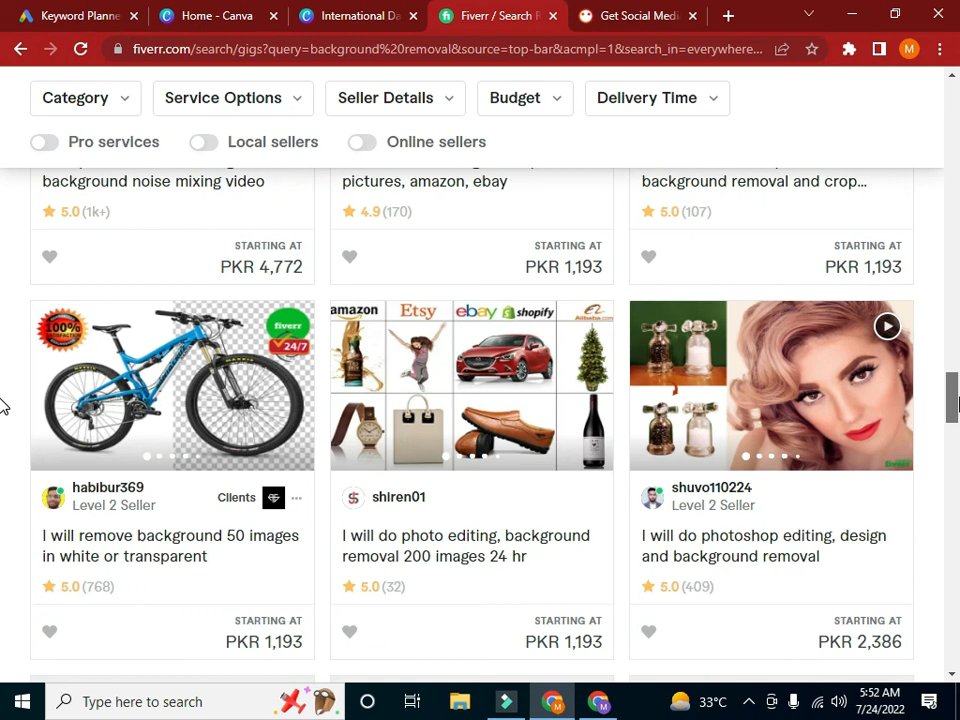 Keyword Planne
Home - Canva
International Da
Fiverr / Search R
Get Social Medi
fiverr.com/search/gigs?query=background%20removal&source=top-bar&acmpl=1&search_in=everywhere...
M
Category
Service Options
Seller Details
Budget
Delivery Time
Pro services
Local sellers
Online sellers
background noise mixing video
5.0 (1k+)
STARTING AT
PKR 4,772
pictures, amazon, ebay
4.9 (170)
STARTING AT
PKR 1,193
background removal and crop...
5.0 (107)
STARTING AT
PKR 1,193
100%
fiverr
24/7
habibur369
Level 2 Seller
Clients
I will remove background 50 images
in white or transparent
5.0 (768)
STARTING AT
PKR 1,193
amazon
Etsy
ebay
shopify
Alibaba.com
shiren01
I will do photo editing, background
removal 200 images 24 hr
5.0 (32)
STARTING AT
PKR 1,193
shuvo110224
Level 2 Seller
I will do photoshop editing, design
and background removal
5.0 (409)
STARTING AT
PKR 2,386
Type here to search
33°C
5:52 AM
7/24/2022